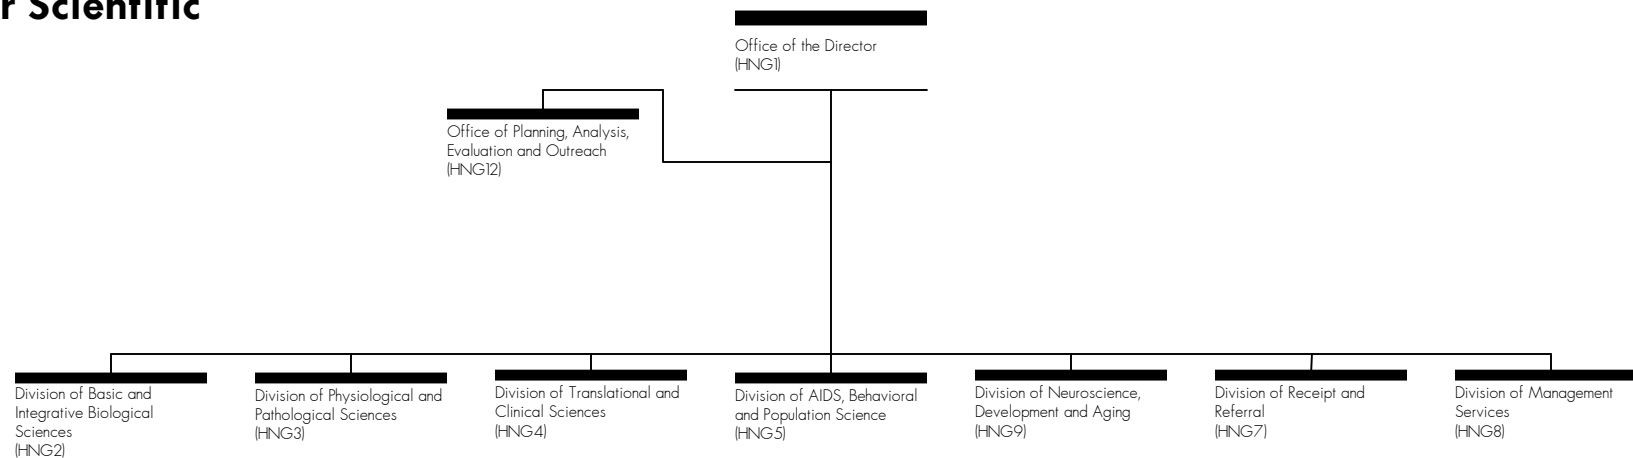 r Scientific
Office of the Director
(HNG1)
Office of Planning, Analysis,
Evaluation and Outreach
(HNG12)
Division of Basic and
Integrative Biological
Sciences
(HNG2)
Division of Physiological and
Pathological Sciences
(HNG3)
Division of Translational and
Clinical Sciences
(HNG4)
Division of AIDS, Behavioral
and Population Science
(HNG5)
Division of Neuroscience,
Development and Aging
(HNG9)
Division of Receipt and
Referral
(HNG7)
Division of Management
Services
(HNG8)